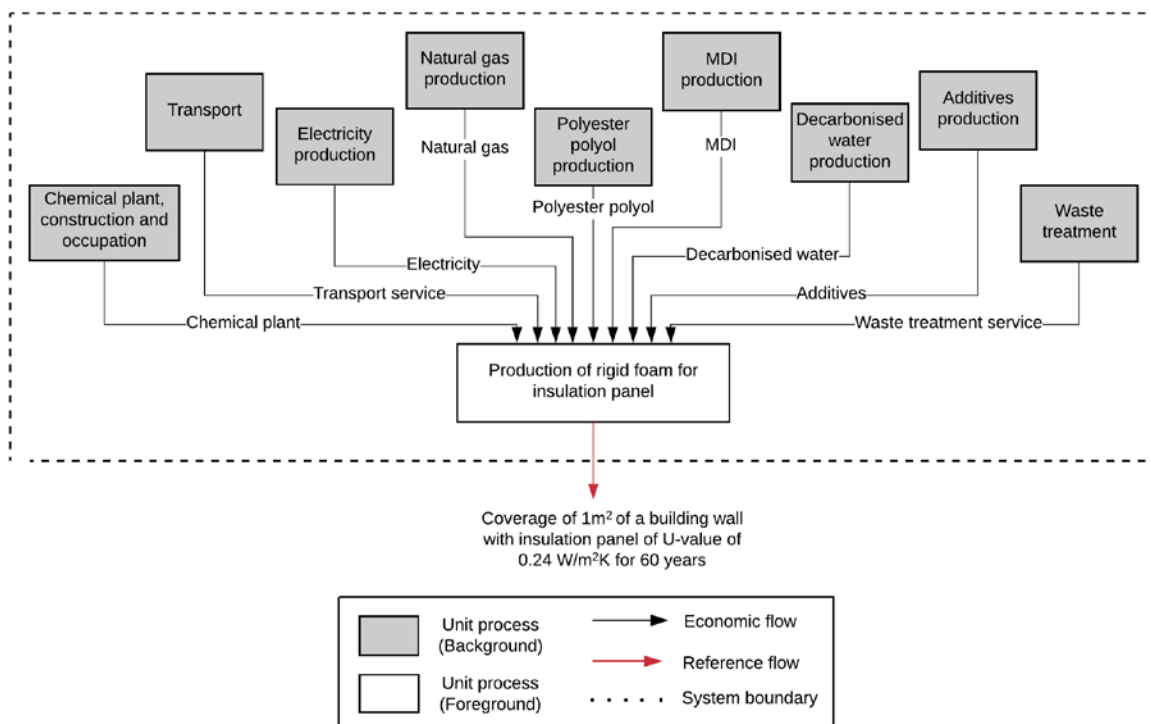 Natural gas
production
MDI
production
Transport
Additives
production
Electricity
production
Polyester
polyol
production
Decarbonised
water
production
Natural gas
MDI
Chemical plant,
construction and
occupation
Polyester polyol
Waste
treatment
Electricity
Decarbonised water
Transport service
Additives
Chemical plant
Waste treatment service
Production of rigid foam for
insulation panel
Coverage of 1m² of a building wall
with insulation panel of U-value of
0.24 W/m²K for 60 years
Unit process
(Background)
Economic flow
Reference flow
Unit process
(Foreground)
System boundary